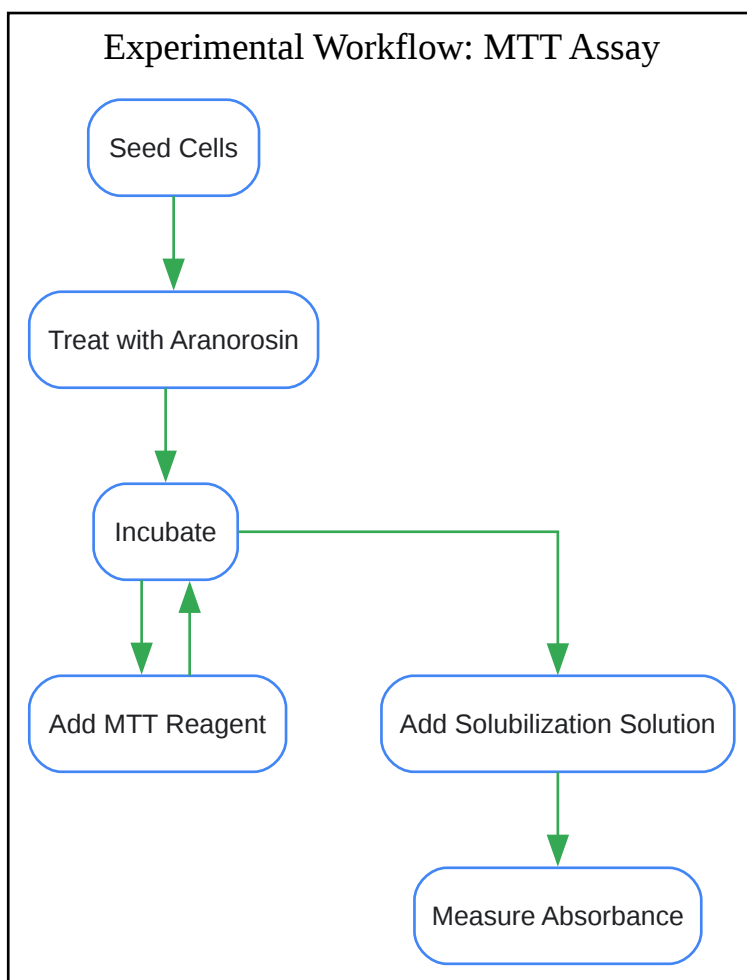 Experimental Workflow: MTT Assay
Seed Cells
Treat with Aranorosin
Incubate
Add MTT Reagent
Add Solubilization Solution
Measure Absorbance